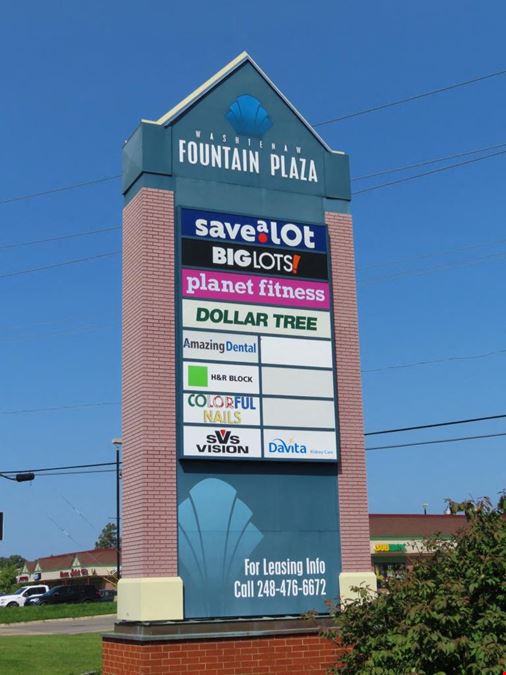 WASHTENAW
FOUNTAIN PLAZA
save a lot
BIG LOTS!
planet fitness
DOLLAR TREE
Amazing Dental
H&R BLOCK
COLORFUL
NAILS
SVS
VISION
DaVita Kidney Care
For Leasing Info
Call 248-476-6672
SUBWAY